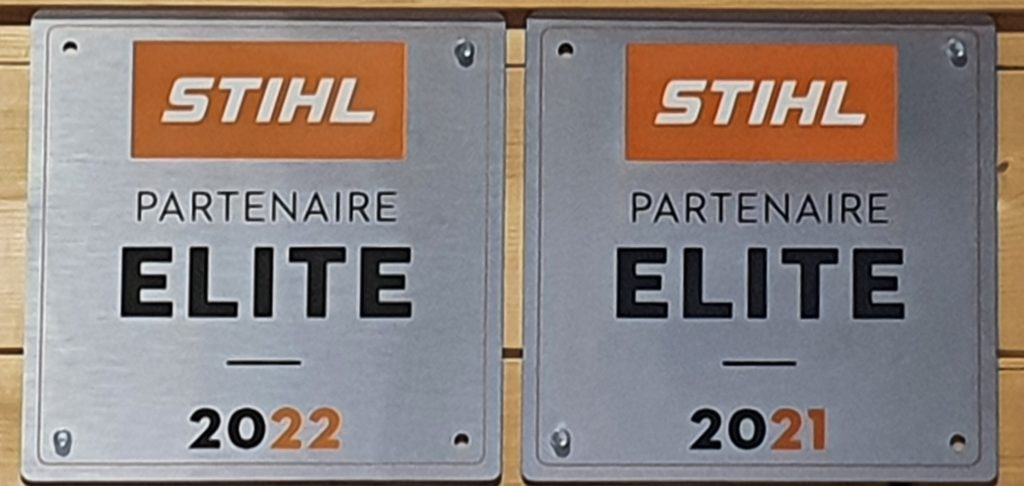 STIHL
PARTENAIRE
ELITE
2022
STIHL
PARTENAIRE
ELITE
2021